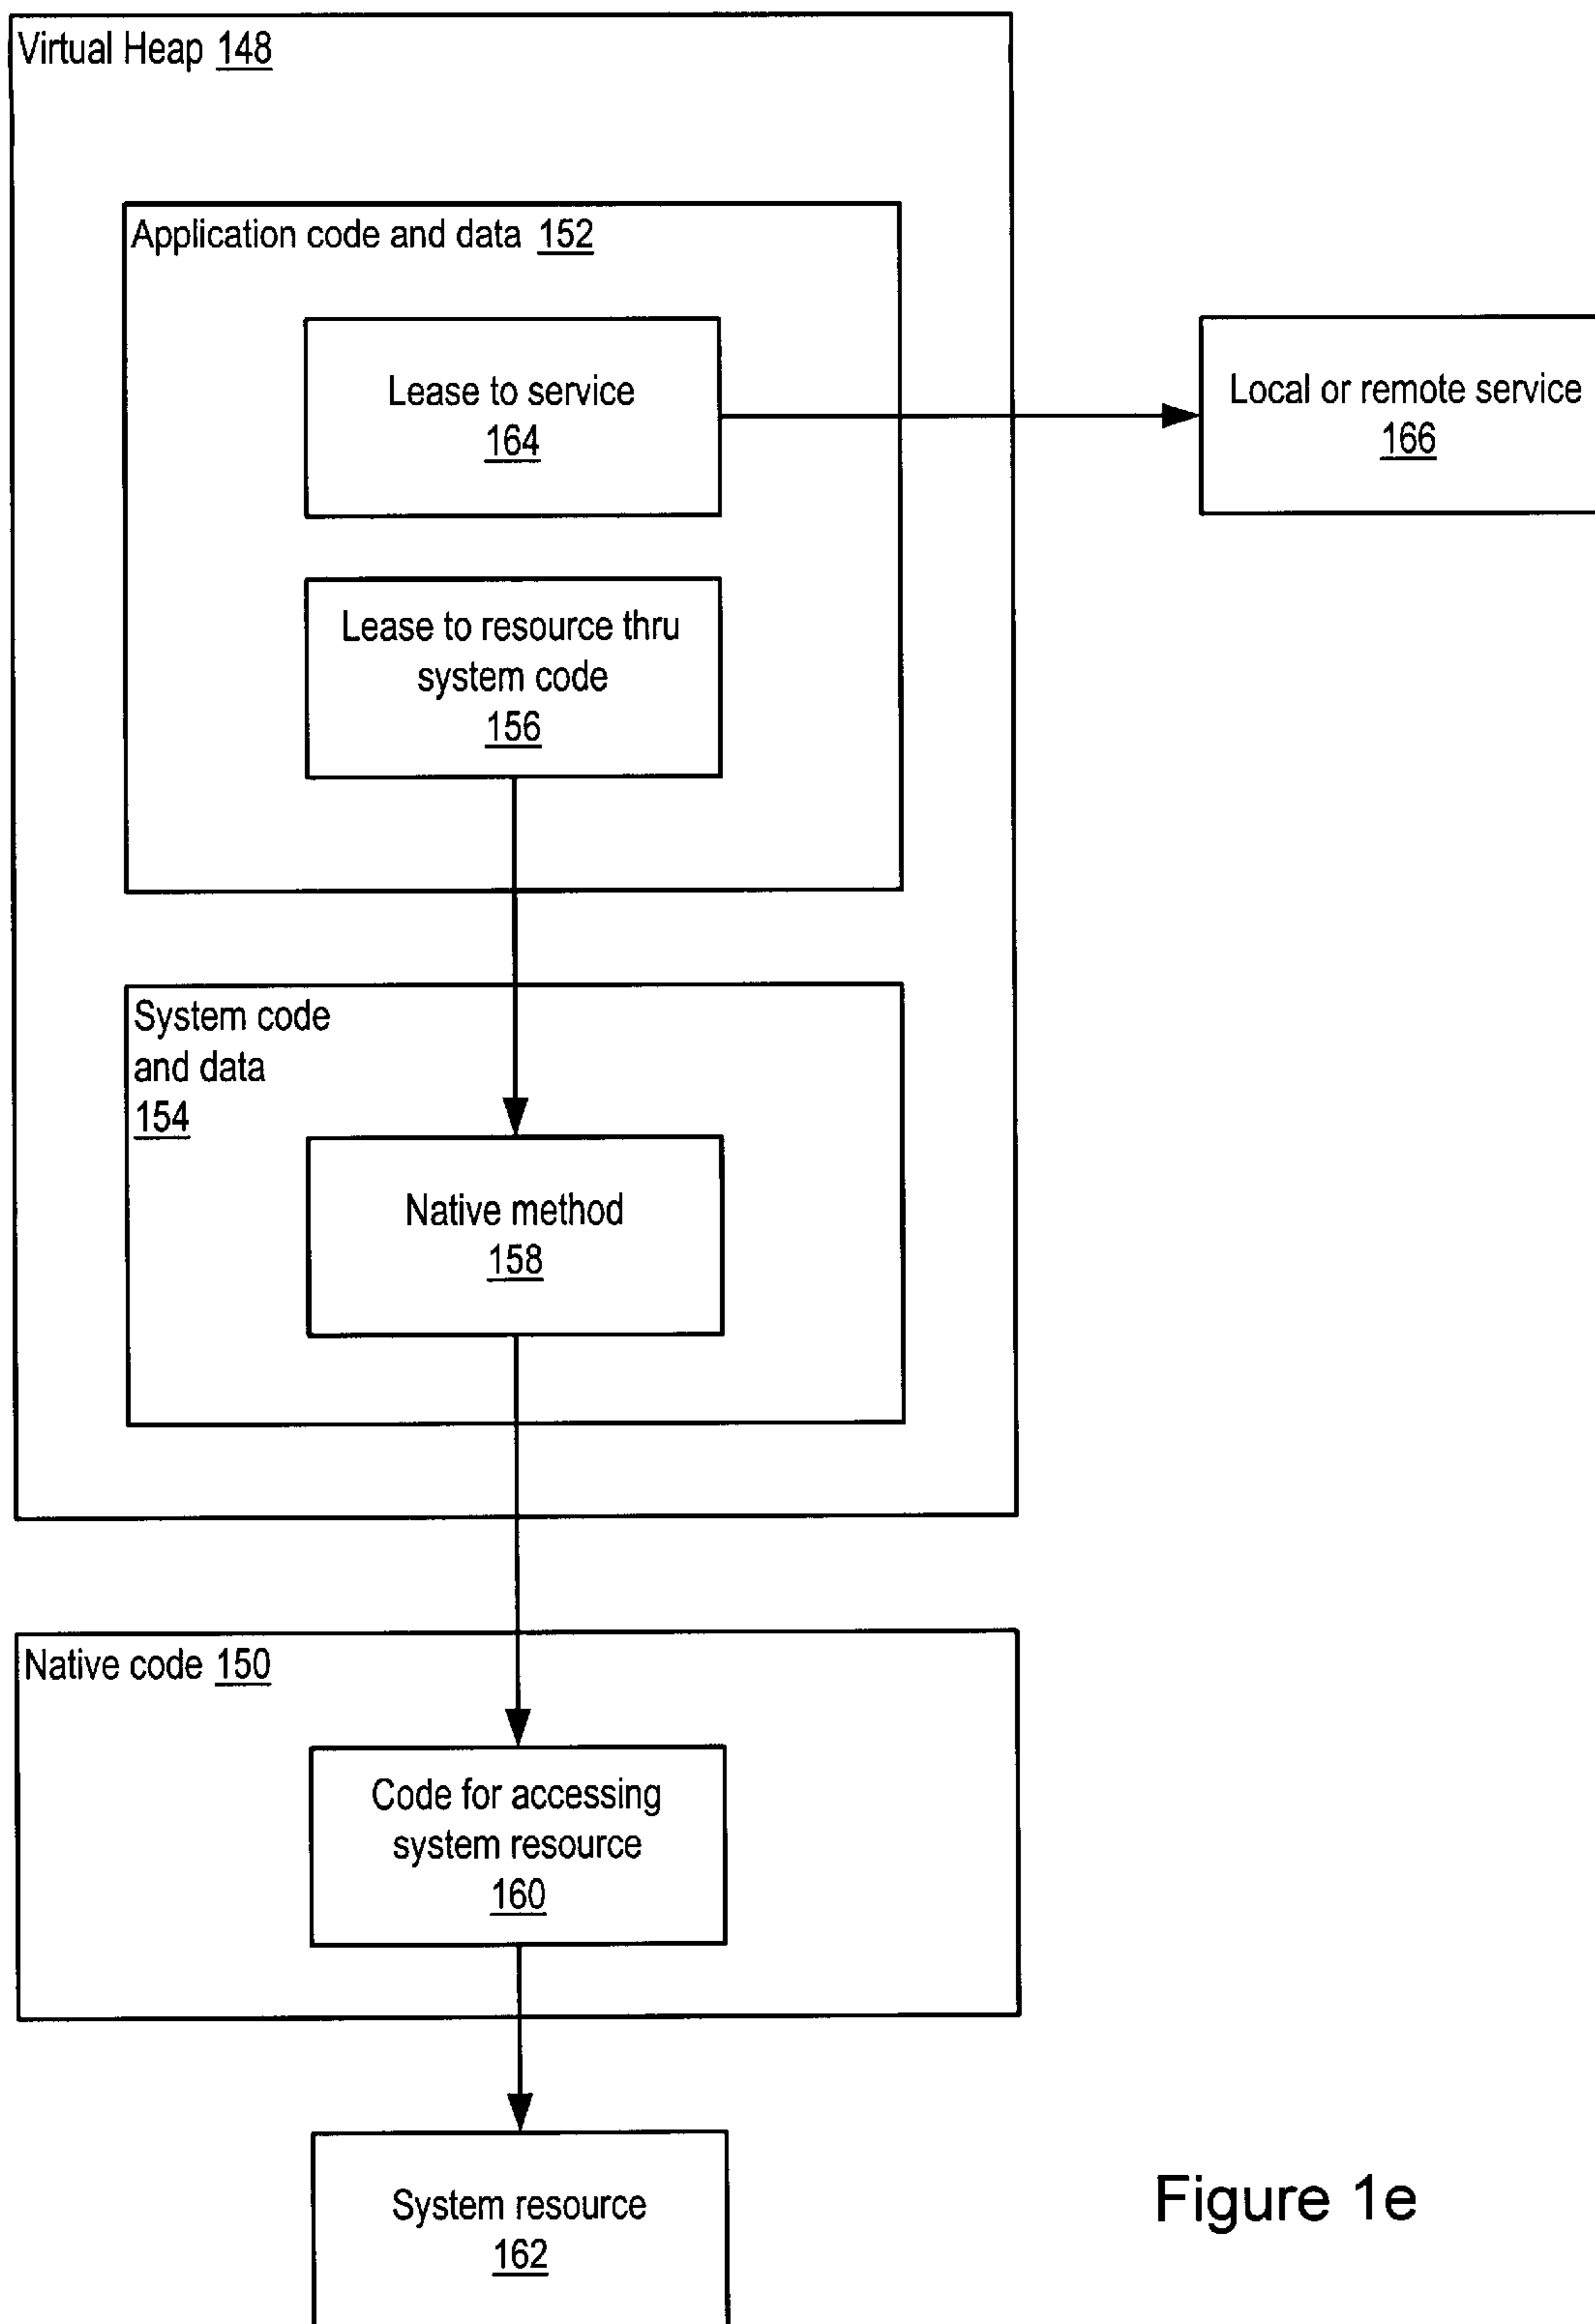 Virtual Heap 148
Application code and data 152
Lease to service
164
Local or remote service
166
Lease to resource thru
system code
156
System code
and data
154
Native method
158
Native code 150
Code for accessing
system resource
160
System resource
162
Figure 1e